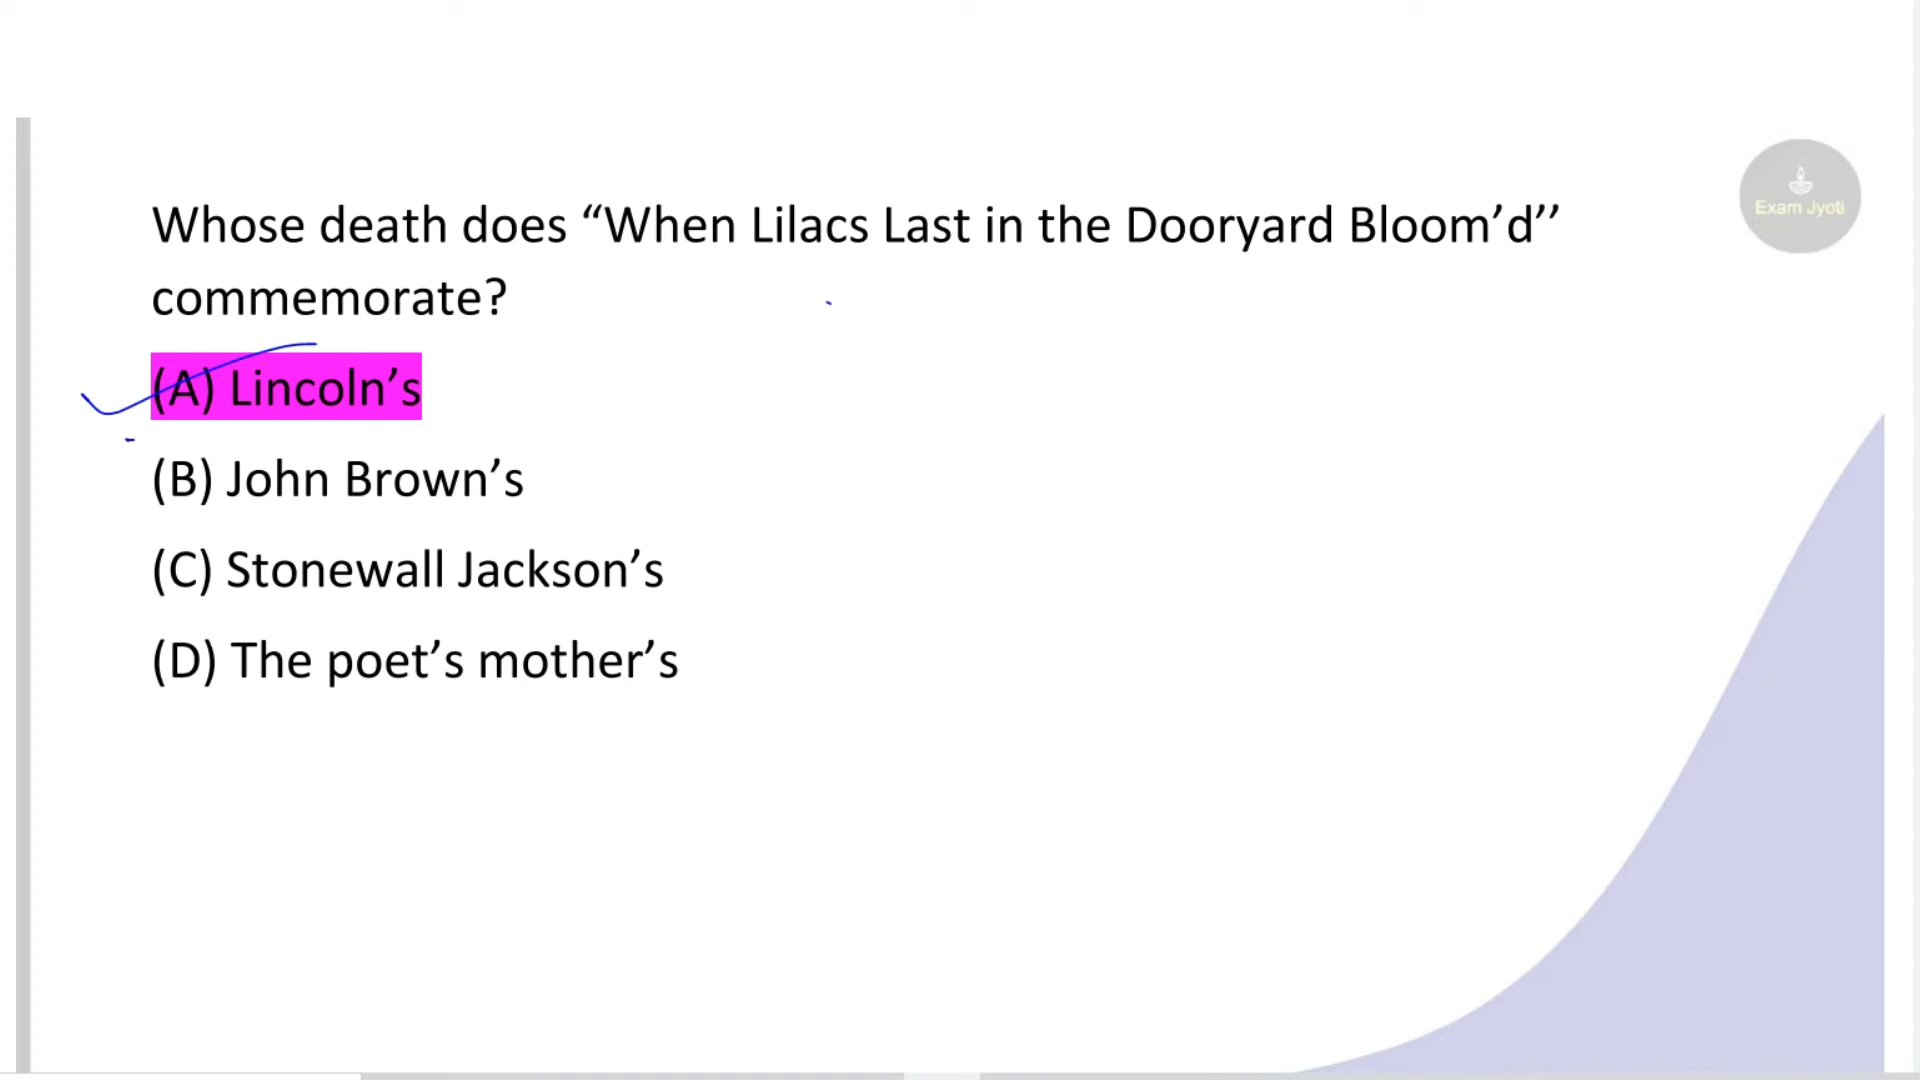 Whose death does “When Lilacs Last in the Dooryard Bloom’d’’
commemorate?
(A) Lincoln’s
(B) John Brown’s
(C) Stonewall Jackson’s
(D) The poet’s mother’s
Exam Jyoti